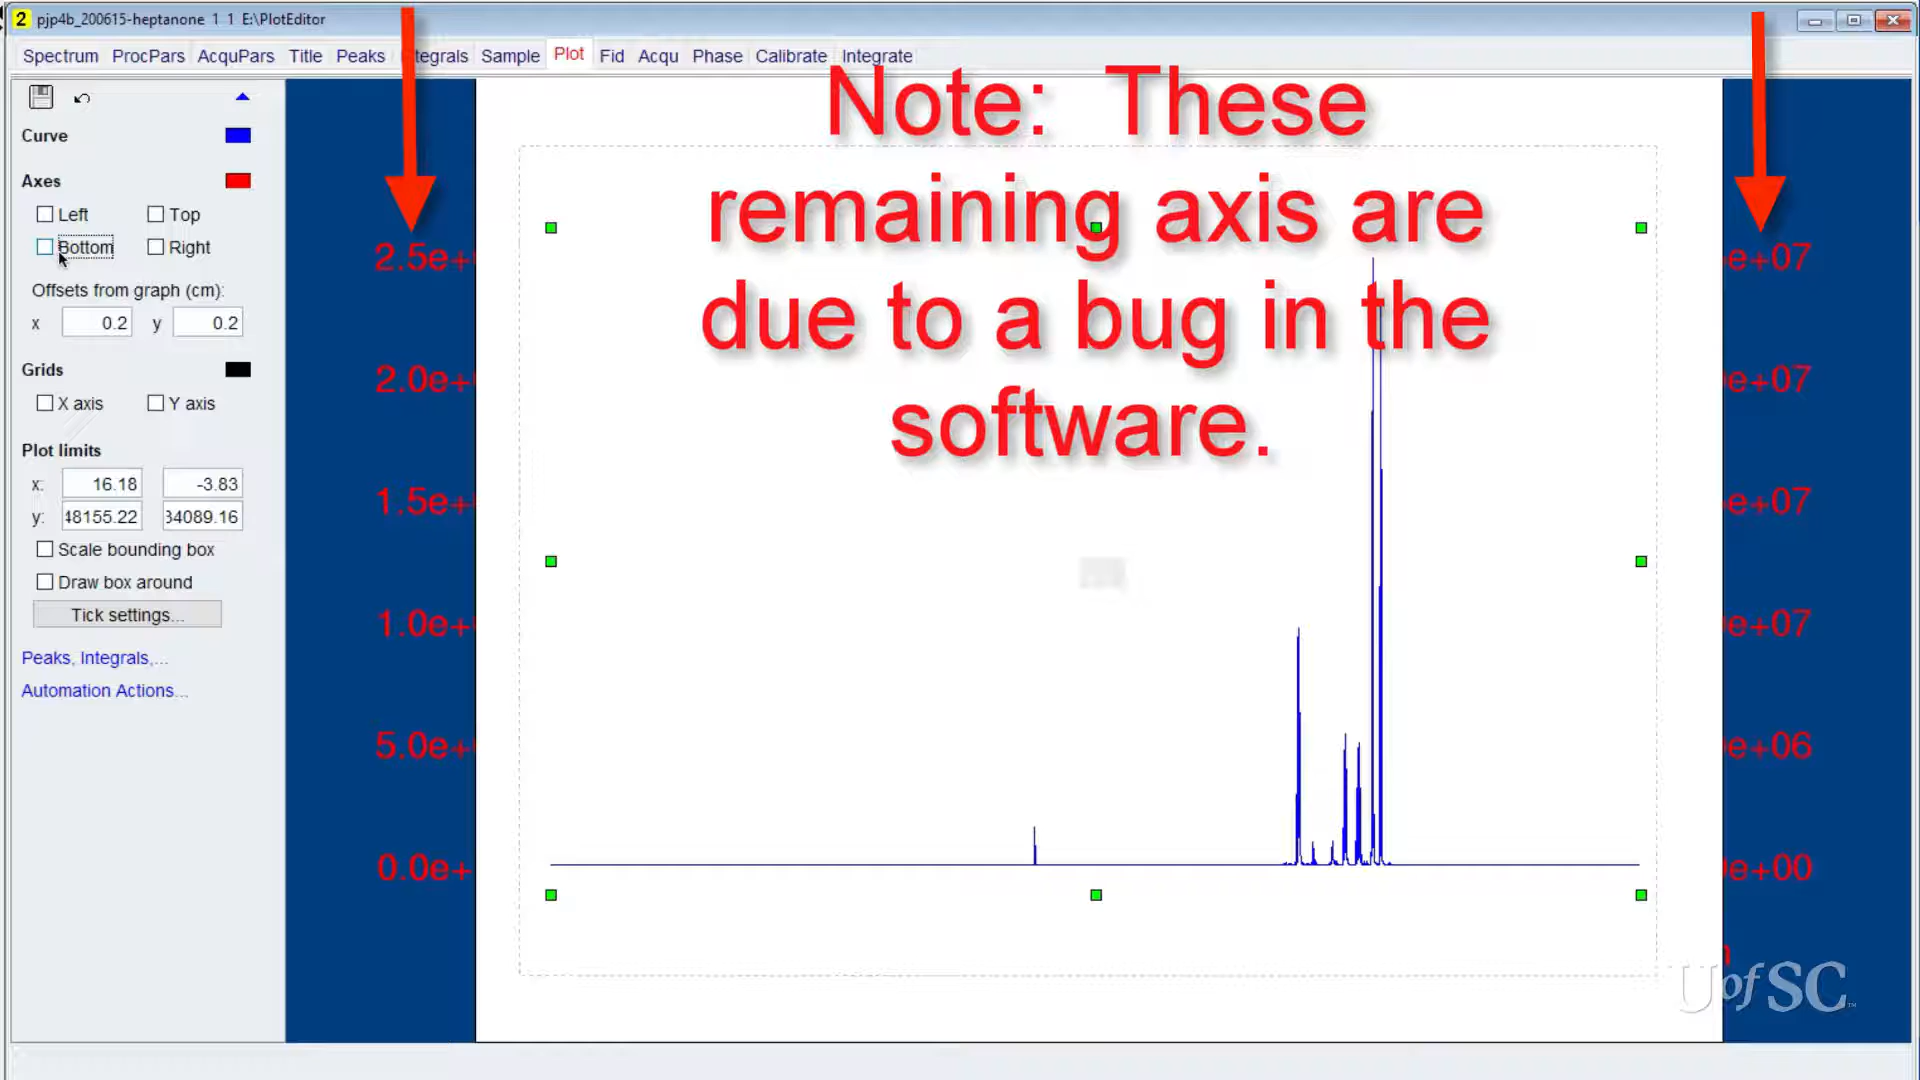 2 pjp4b_200615-heptanone 1 1 E:\PlotEditor
Spectrum ProcPars AcquPars Title Peaks Integrals Sample Plot Fid Acqu Phase Calibrate Integrate
Note: These
remaining axis are
due to a bug in the
software.
Curve
Axes
Left Top
Bottom Right
Offsets from graph (cm):
x 0.2 y 0.2
Grids
X axis Y axis
Plot limits
x: 16.18 -3.83
y: 48155.22 34089.16
Scale bounding box
Draw box around
Tick settings...
Peaks, Integrals,...
Automation Actions...
2.5e+
2.0e+
1.5e+
1.0e+
5.0e+
0.0e+
e+07
e+07
e+07
e+07
e+06
e+00
UofSC™